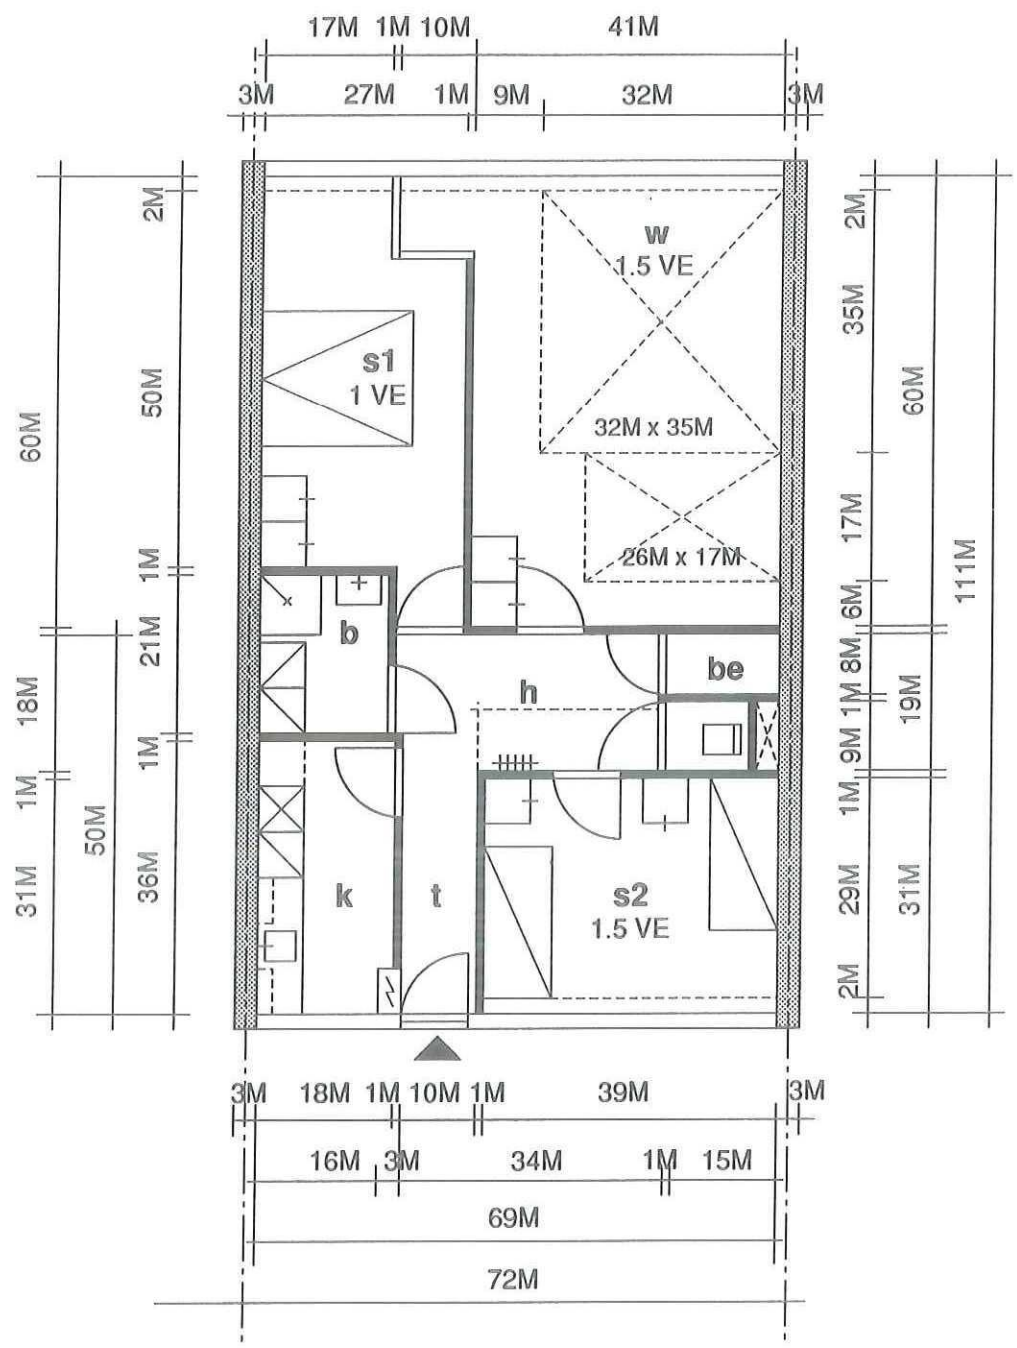 17M 1M 10M 41M
3M 27M 1M 9M 32M 3M
2M 2M
w
1.5 VE
35M
s1
1 VE
50M
60M
60M
32M x 35M
17M
26M x 17M
1M
111M
6M
21M
b
8M
be
18M
h
1M
19M
1M
9M
1M
1M
50M
31M
36M
k
t
s2
1.5 VE
29M
31M
2M
3M 18M 1M 10M 1M 39M 3M
16M 3M 34M 1M 15M
69M
72M